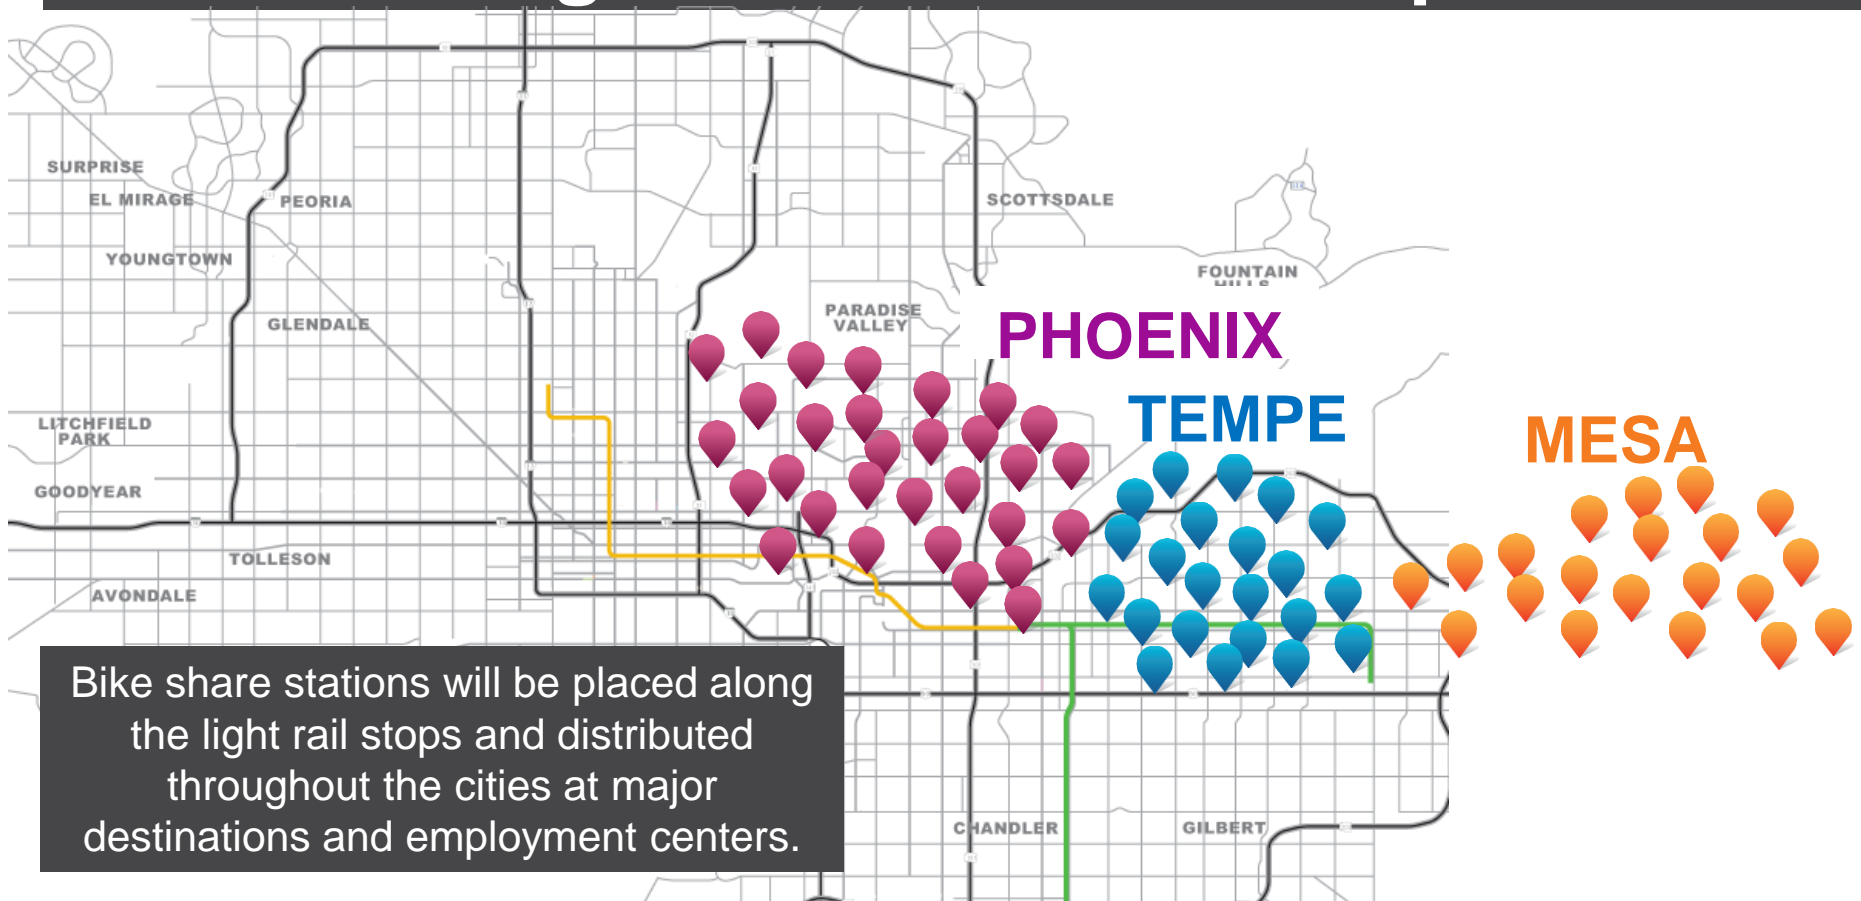 SURPRISE
EL MIRAGE
PEORIA
SCOTTSDALE
YOUNGTOWN
FOUNTAIN
HILLS
GLENDALE
PARADISE
VALLEY
PHOENIX
TEMPE
MESA
LITCHFIELD
PARK
GOODYEAR
TOLLESON
AVONDALE
Bike share stations will be placed along
the light rail stops and distributed
throughout the cities at major
destinations and employment centers.
CHANDLER
GILBERT